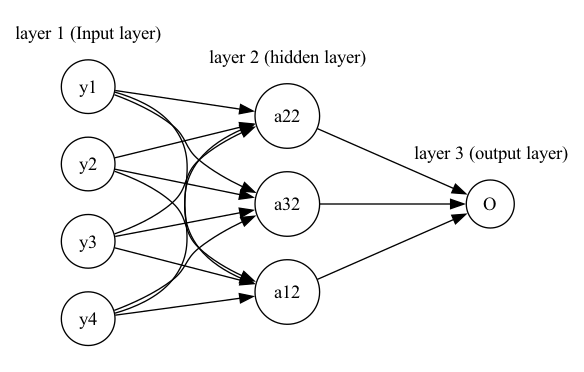 layer 1 (Input layer)
layer 2 (hidden layer)
layer 3 (output layer)
y1
y2
y3
y4
a22
a32
a12
O